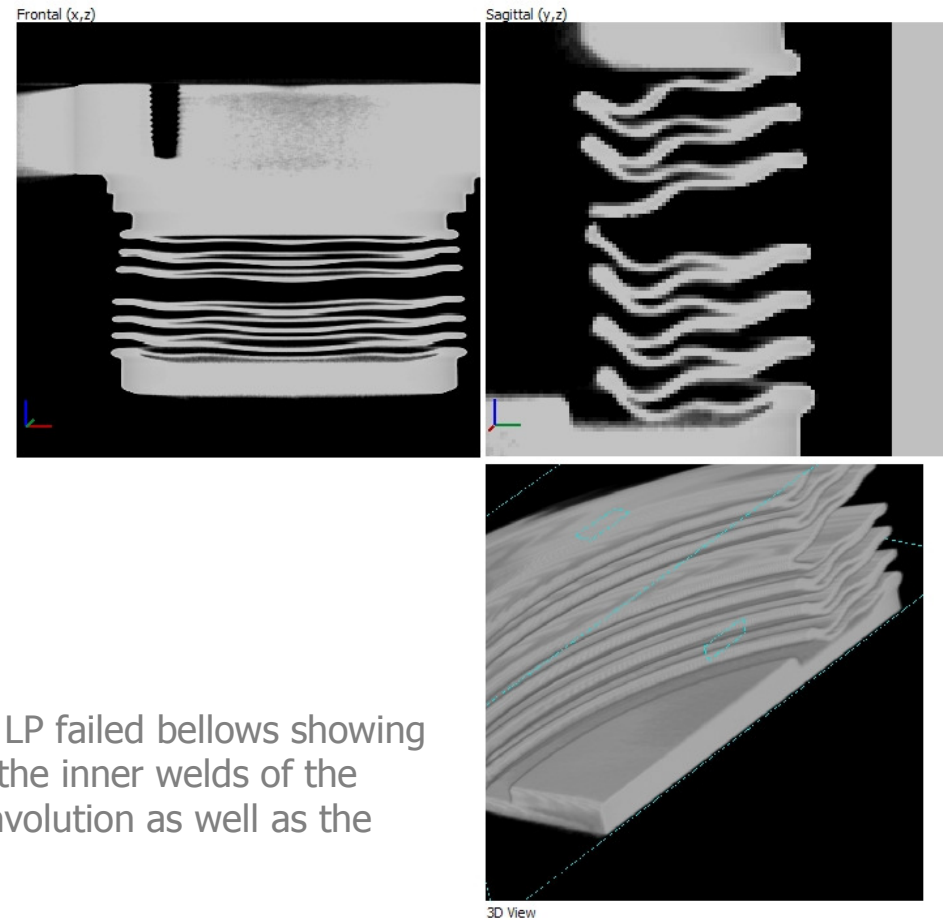 Frontal (x,z)
Sagittal (y,z)
LP failed bellows showing
the inner welds of the
nvolution as well as the
3D View